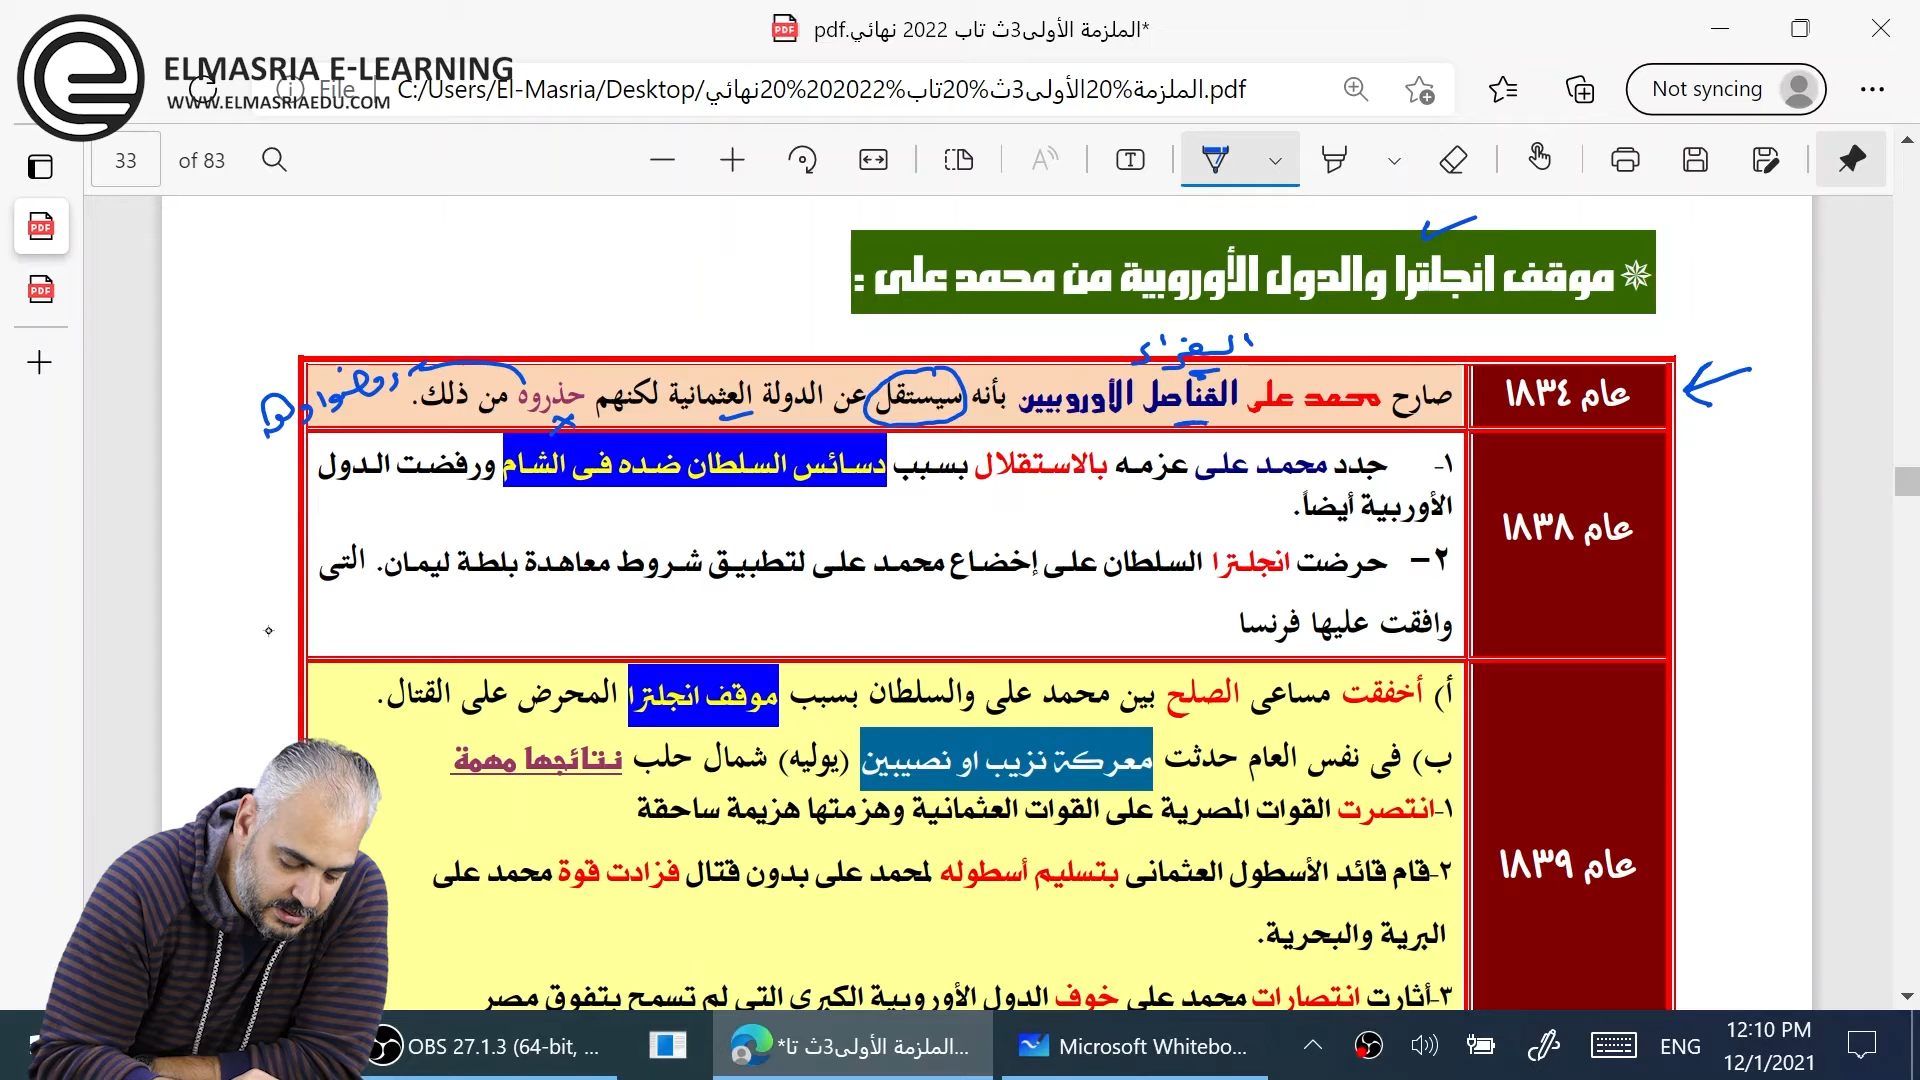 *الملزمة الأولى3ث تاب 2022 نهائي.pdf
ELMASRIA E-LEARNING
WWW.ELMASRIAEDU.COM
File
C:/Users/El-Masria/Desktop/الملزمة%20الأولى3ث%20تاب%202022%20نهائي.pdf
Not syncing
33 of 83
موقف انجلترا والدول الأوروبية من محمد على :
عام ١٨٣٤
صارح محمد على القناصل الأوروبيين بأنه سيستقل عن الدولة العثمانية لكنهم حذروه من ذلك.
عام ١٨٣٨
١- جدد محمد على عزمه بالاستقلال بسبب دسائس السلطان ضده فى الشام ورفضت الدول
الأوربية أيضاً.
٢– حرضت انجلترا السلطان على إخضاع محمد على لتطبيق شروط معاهدة بلطة ليمان. التى
وافقت عليها فرنسا
عام ١٨٣٩
أ) أخفقت مساعى الصلح بين محمد على والسلطان بسبب موقف انجلترا المحرض على القتال.
ب) فى نفس العام حدثت معركة نزيب او نصيبين (يوليه) شمال حلب نتائجها مهمة
١-انتصرت القوات المصرية على القوات العثمانية وهزمتها هزيمة ساحقة
٢-قام قائد الأسطول العثمانى بتسليم أسطوله لمحمد على بدون قتال فزادت قوة محمد على
البرية والبحرية.
٣-أثارت انتصارات محمد على خوف الدول الأوروبية الكبرى التى لم تسمح بتفوق مصر
OBS 27.1.3 (64-bit, ...
*الملزمة الأولى3ث تا...
Microsoft Whitebo...
ENG
12:10 PM
12/1/2021